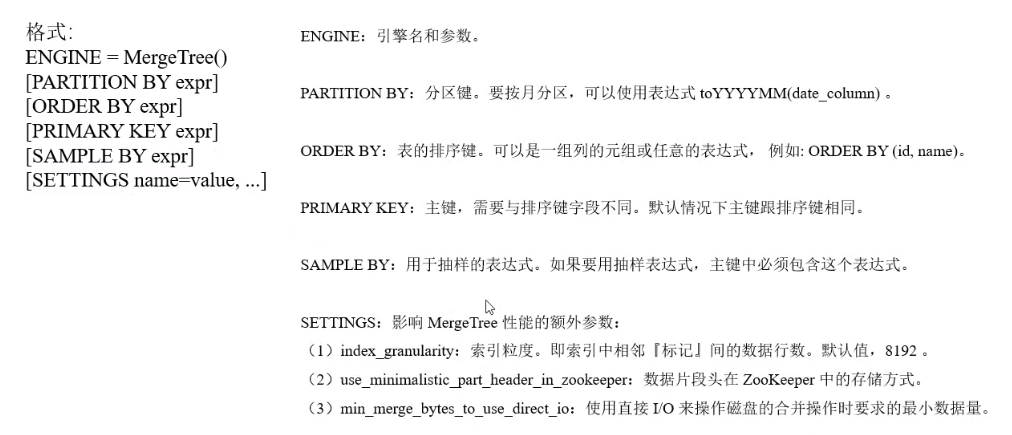 格式:
ENGINE = MergeTree()
[PARTITION BY expr]
[ORDER BY expr]
[PRIMARY KEY expr]
[SAMPLE BY expr]
[SETTINGS name=value, ...]
ENGINE：引擎名和参数。
PARTITION BY：分区键。要按月分区，可以使用表达式 toYYYYMM(date_column) 。
ORDER BY：表的排序键。可以是一组列的元组或任意的表达式， 例如: ORDER BY (id, name)。
PRIMARY KEY：主键，需要与排序键字段不同。默认情况下主键跟排序键相同。
SAMPLE BY：用于抽样的表达式。如果要用抽样表达式，主键中必须包含这个表达式。
SETTINGS：影响 MergeTree 性能的额外参数：
（1）index_granularity：索引粒度。即索引中相邻『标记』间的数据行数。默认值，8192 。
（2）use_minimalistic_part_header_in_zookeeper：数据片段头在 ZooKeeper 中的存储方式。
（3）min_merge_bytes_to_use_direct_io：使用直接 I/O 来操作磁盘的合并操作时要求的最小数据量。